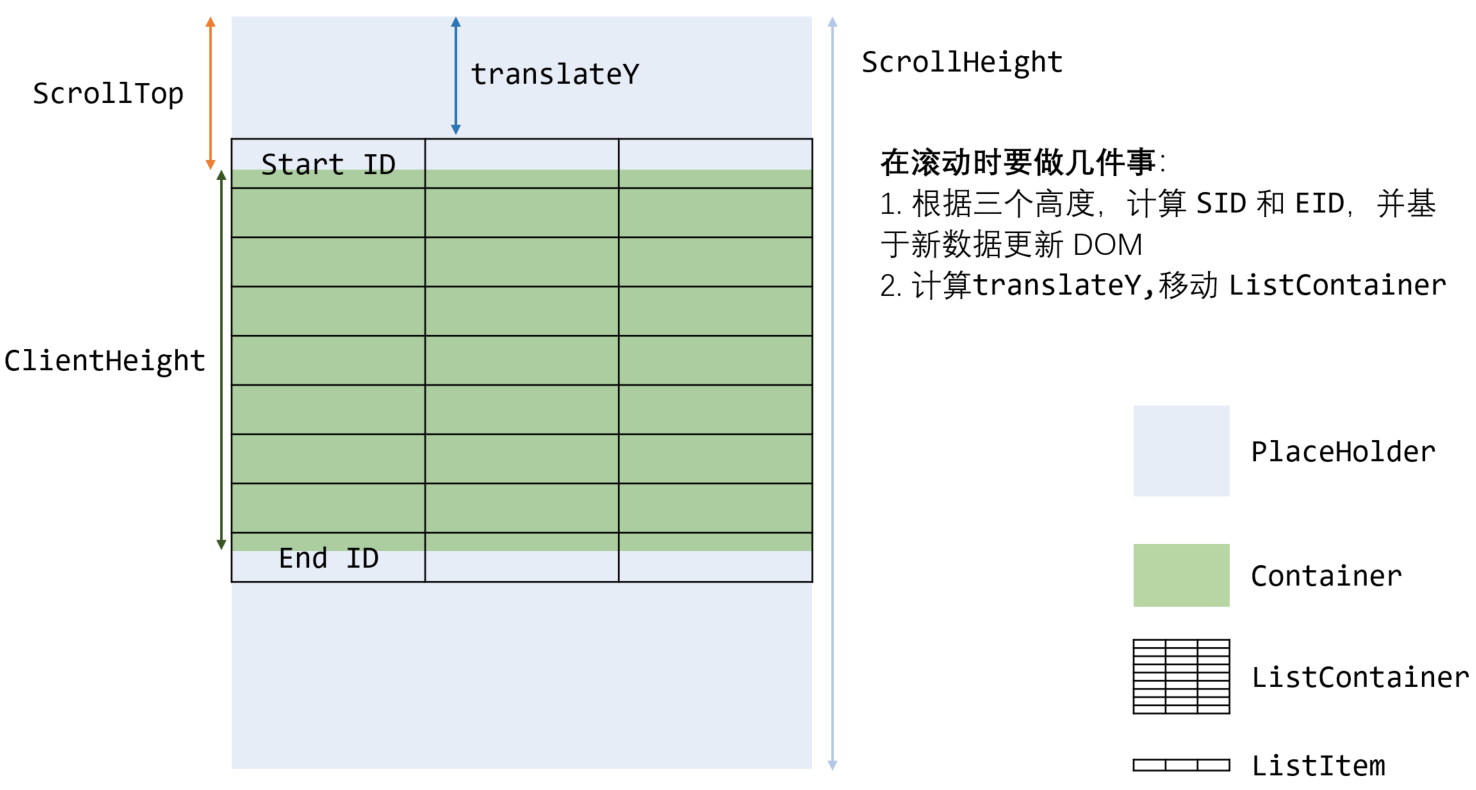 ScrollTop
translateY
ScrollHeight
Start ID
ClientHeight
End ID
在滚动时要做几件事:
1. 根据三个高度，计算 SID 和 EID，并基
于新数据更新 DOM
2. 计算translateY,移动 ListContainer
PlaceHolder
Container
ListContainer
ListItem